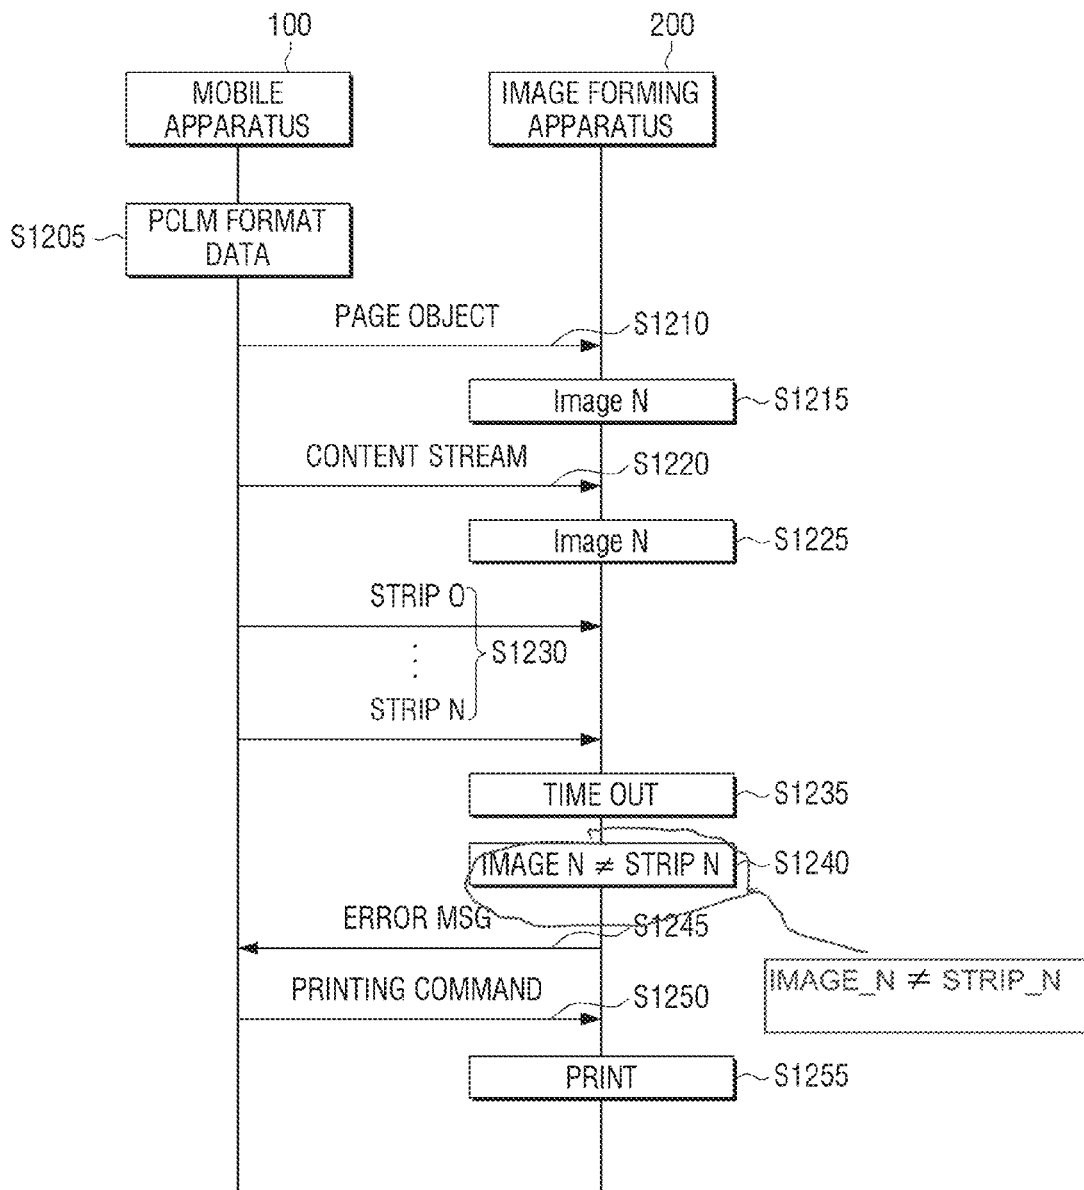 100
200
MOBILE
APPARATUS
IMAGE FORMING
APPARATUS
S1205
PCLM FORMAT
DATA
PAGE OBJECT
S1210
Image N
S1215
CONTENT STREAM
S1220
Image N
S1225
STRIP 0
S1230
STRIP N
TIME OUT
S1235
IMAGE N ≠ STRIP N
S1240
ERROR MSG
S1245
IMAGE_N ≠ STRIP_N
PRINTING COMMAND
S1250
PRINT
S1255